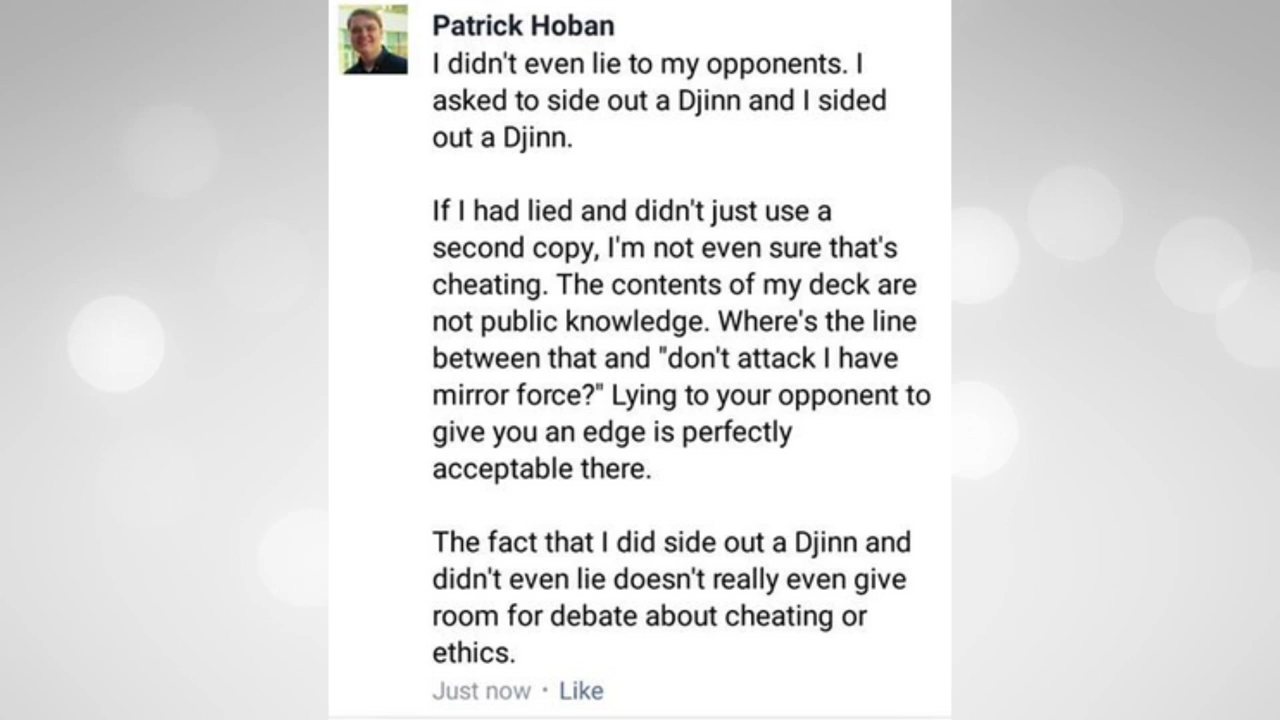 Patrick Hoban
I didn't even lie to my opponents. I
asked to side out a Djinn and I sided
out a Djinn.
If I had lied and didn't just use a
second copy, I'm not even sure that's
cheating. The contents of my deck are
not public knowledge. Where's the line
between that and "don't attack I have
mirror force?" Lying to your opponent to
give you an edge is perfectly
acceptable there.
The fact that I did side out a Djinn and
didn't even lie doesn't really even give
room for debate about cheating or
ethics.
Just now · Like